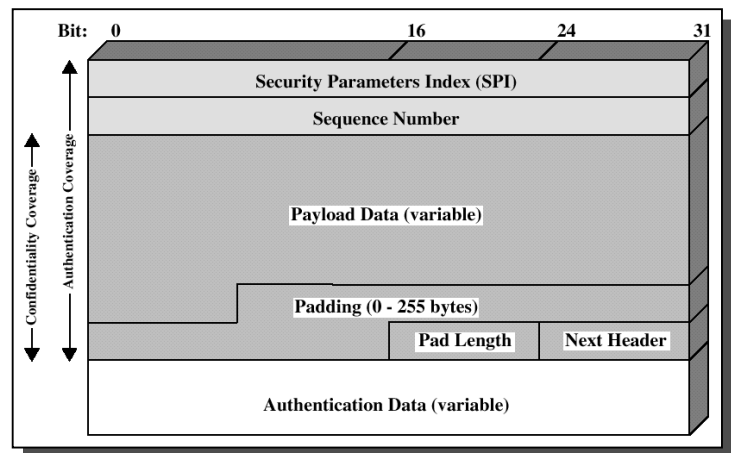 Bit: 0 16 24 31
Security Parameters Index (SPI)
Sequence Number
Payload Data (variable)
Padding (0 - 255 bytes)
Pad Length Next Header
Authentication Data (variable)
Confidentiality Coverage
Authentication Coverage